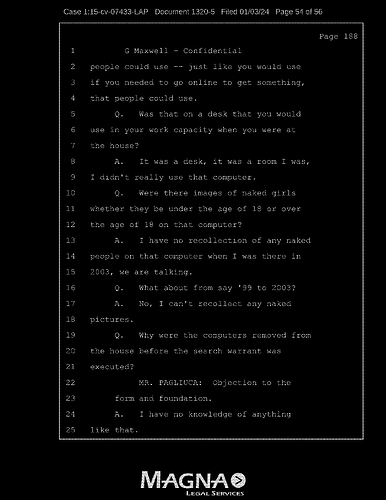 Case 1:15-cv-07433-LAP Document 1320-5 Filed 01/03/24 Page 54 of 56
Page 188
1 G Maxwell - Confidential
2 people could use -- just like you would use
3 if you needed to go online to get something,
4 that people could use.
5 Q. Was that on a desk that you would
6 use in your work capacity when you were at
7 the house?
8 A. It was a desk, it was a room I was,
9 I didn't really use that computer.
10 Q. Were there images of naked girls
11 whether they be under the age of 18 or over
12 the age of 18 on that computer?
13 A. I have no recollection of any naked
14 people on that computer when I was there in
15 2003, we are talking.
16 Q. What about from say '99 to 2003?
17 A. No, I can't recollect any naked
18 pictures.
19 Q. Why were the computers removed from
20 the house before the search warrant was
21 executed?
22 MR. PAGLIUCA: Objection to the
23 form and foundation.
24 A. I have no knowledge of anything
25 like that.
MAGNA
LEGAL SERVICES